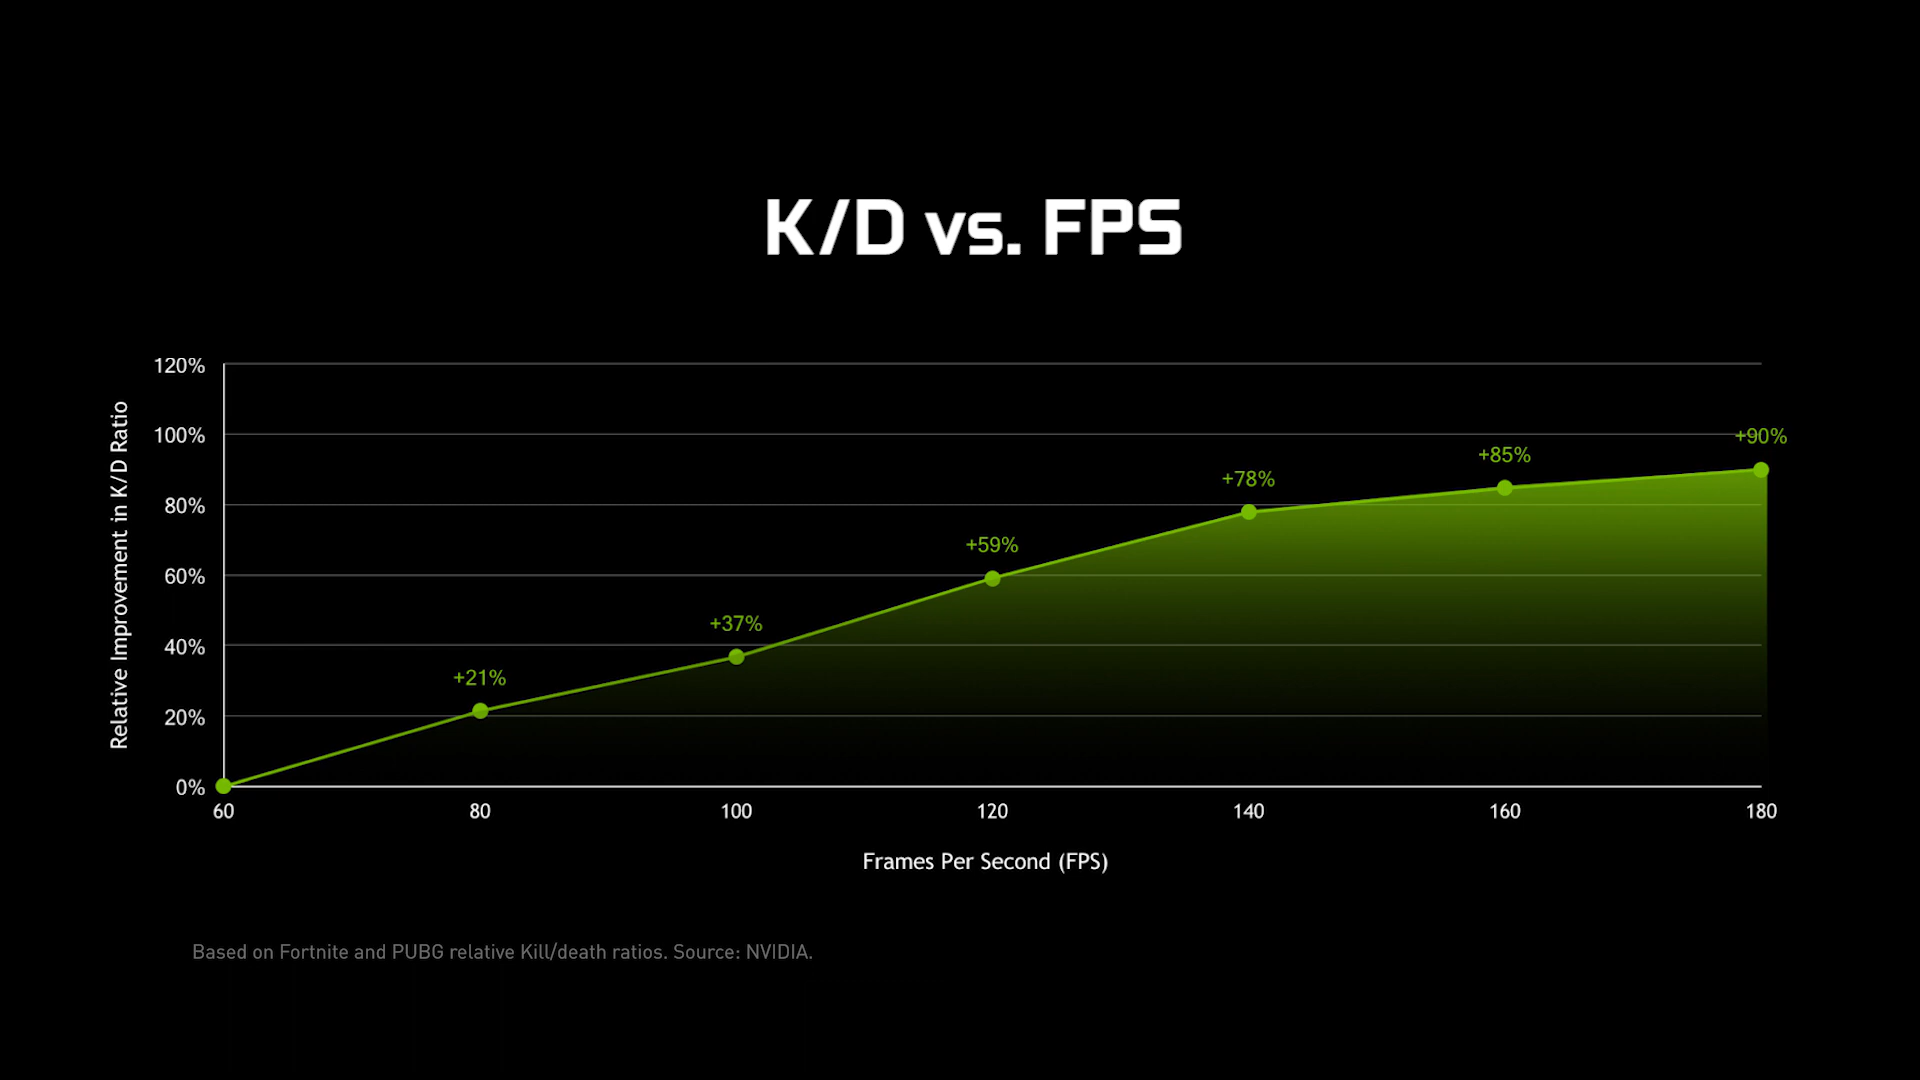 K/D vs. FPS
120%
100%
80%
60%
40%
20%
0%
Relative Improvement in K/D Ratio
+21%
+37%
+59%
+78%
+85%
+90%
60 80 100 120 140 160 180
Frames Per Second (FPS)
Based on Fortnite and PUBG relative Kill/death ratios. Source: NVIDIA.